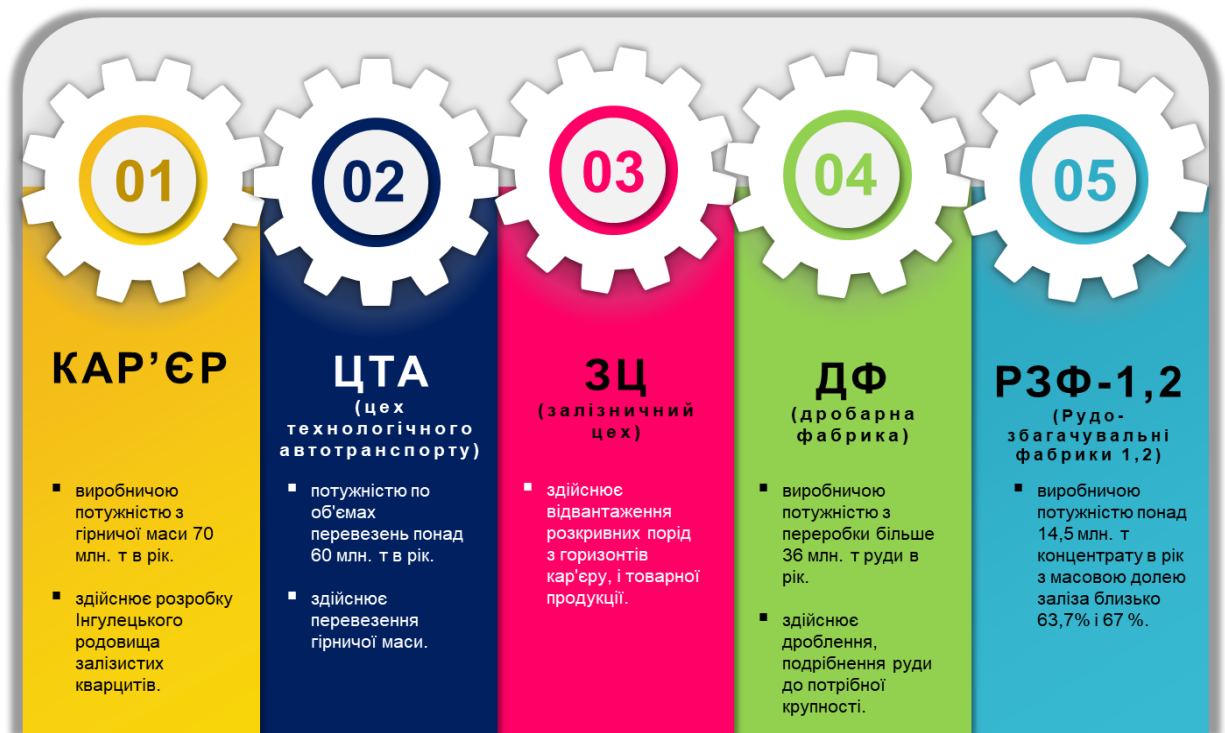 01
КАР’ЄР
▪ виробничою
потужністю з
гірничої маси 70
млн. т в рік.
▪ здійснює розробку
Інгулецького
родовища
залізистих
кварцитів.
02
ЦТА
(цех
технологічного
автотранспорту)
▪ потужністю по
об'ємах
перевезень понад
60 млн. т в рік.
▪ здійснює
перевезення
гірничої маси.
03
ЗЦ
(залізничний
цех)
▪ здійснює
відвантаження
розкривних порід
з горизонтів
кар'єру, і товарної
продукції.
04
ДФ
(дробарна
фабрика)
▪ виробничою
потужністю з
переробки більше
36 млн. т руди в
рік.
▪ здійснює
дроблення,
подрібнення руди
до потрібної
крупності.
05
РЗФ-1,2
(Рудо-
збагачувальні
фабрики 1,2)
▪ виробничою
потужністю понад
14,5 млн. т
концентрату в рік
з масовою долею
заліза близько
63,7% і 67 %.